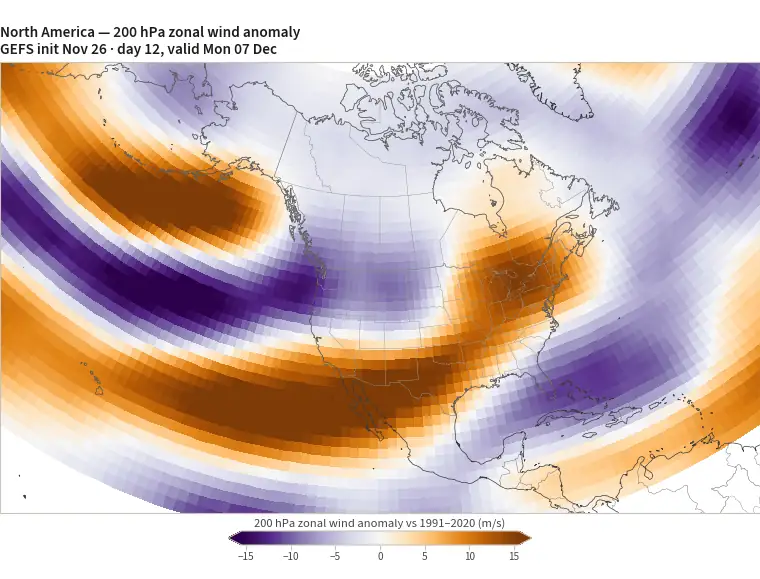 North America — 200 hPa zonal wind anomaly
GEFS init Nov 26 · day 12, valid Mon 07 Dec
200 hPa zonal wind anomaly vs 1991–2020 (m/s)
−15 −10 −5 0 5 10 15